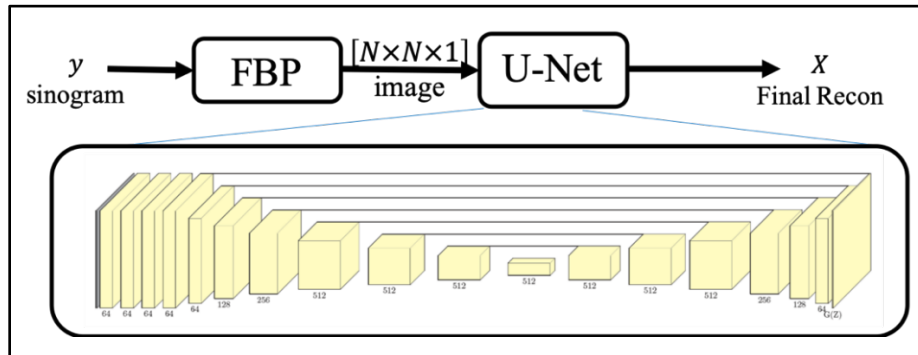 y
sinogram
FBP
[N×N×1]
image
U-Net
X
Final Recon
64 64 64 64 64 128 256 512 512 512 512 512 512 512 256 128 64 G(Z)